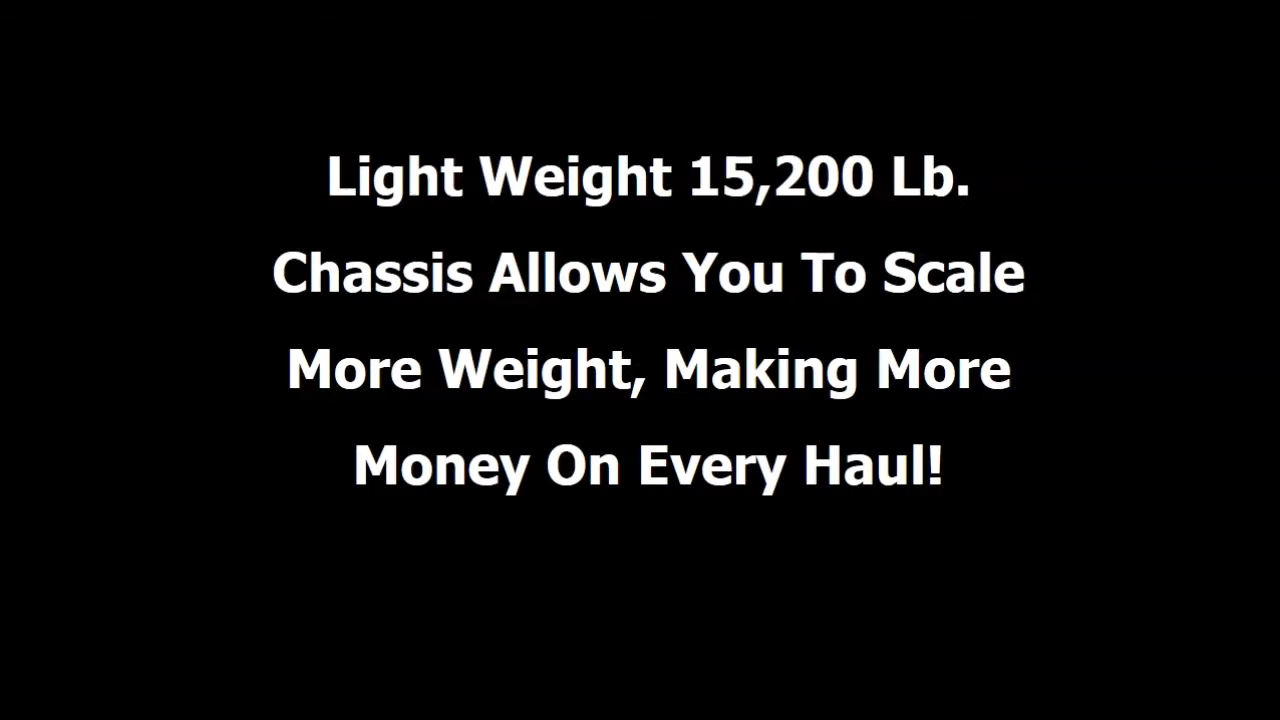 Light Weight 15,200 Lb.
Chassis Allows You To Scale
More Weight, Making More
Money On Every Haul!